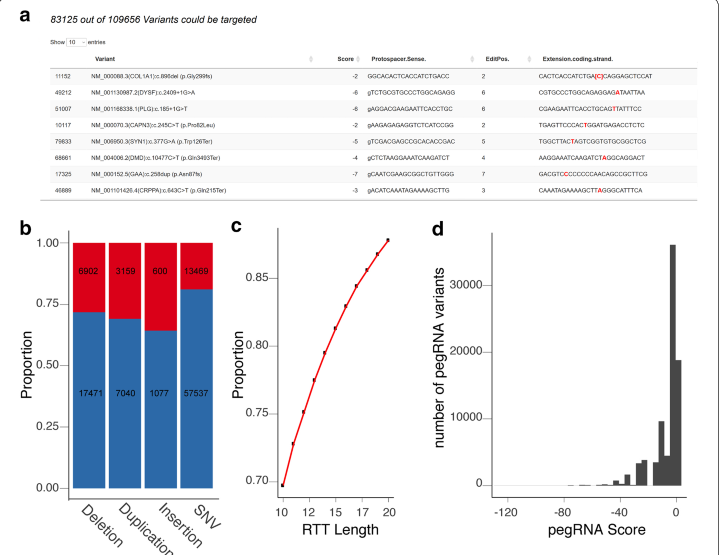 a
83125 out of 109656 Variants could be targeted
Show 10 entries
Variant Score Protospacer.Sense. EditPos. Extension.coding.strand.
11152 NM_000088.3(COL1A1):c.896del (p.Gly299fs) -2 GGCACACTCACCATCTGACC 2 CACTCACCATCTGA[C]CAGGAGCTCCAT
49212 NM_001130987.2(DYSF):c.2409+1G>A -6 gTCTGCGTGCCCTGGCAGAGG 6 CGTGCCCTGGCAGAGGAGATAATTAA
51007 NM_001168338.1(PLG):c.185+1G>T -6 gAGGACGAAGAATTCACCTGC 6 CGAAGAATTCACCTGCAGTTATTTCC
10117 NM_000070.3(CAPN3):c.245C>T (p.Pro82Leu) -2 gAAGAGAGAGGTCTCATCCGG 2 TGAGTTCCCACTGGATGAGACCTCTC
79833 NM_006950.3(SYN1):c.377G>A (p.Trp126Ter) -5 gTCGACGAGCCGCACACCGAC 5 TGGCTTACTAGTCGGTGTGCGGCTCG
68661 NM_004006.2(DMD):c.10477C>T (p.Gln3493Ter) -4 gCTCTAAGGAAATCAAGATCT 4 AAGGAAATCAAGATCTAGGCAGGACT
17325 NM_000152.5(GAA):c.258dup (p.Asn87fs) -7 gCAATCGAAGCGGCTGTTGGG 7 GACGTCCCCCCCCAACAGCCGCTTCG
46889 NM_001101426.4(CRPPA):c.643C>T (p.Gln215Ter) -3 gACATCAAATAGAAAAGCTTG 3 CAAATAGAAAAGCTTAGGGCATTTCA
b
Proportion
1.00
0.75
0.50
0.25
0.00
6902 3159 600 13469
17471 7040 1077 57537
Deletion Duplication Insertion SNV
c
Proportion
0.85
0.80
0.75
0.70
10 12 15 17 20
RTT Length
d
number of pegRNA variants
30000
20000
10000
0
-120 -80 -40 0
pegRNA Score